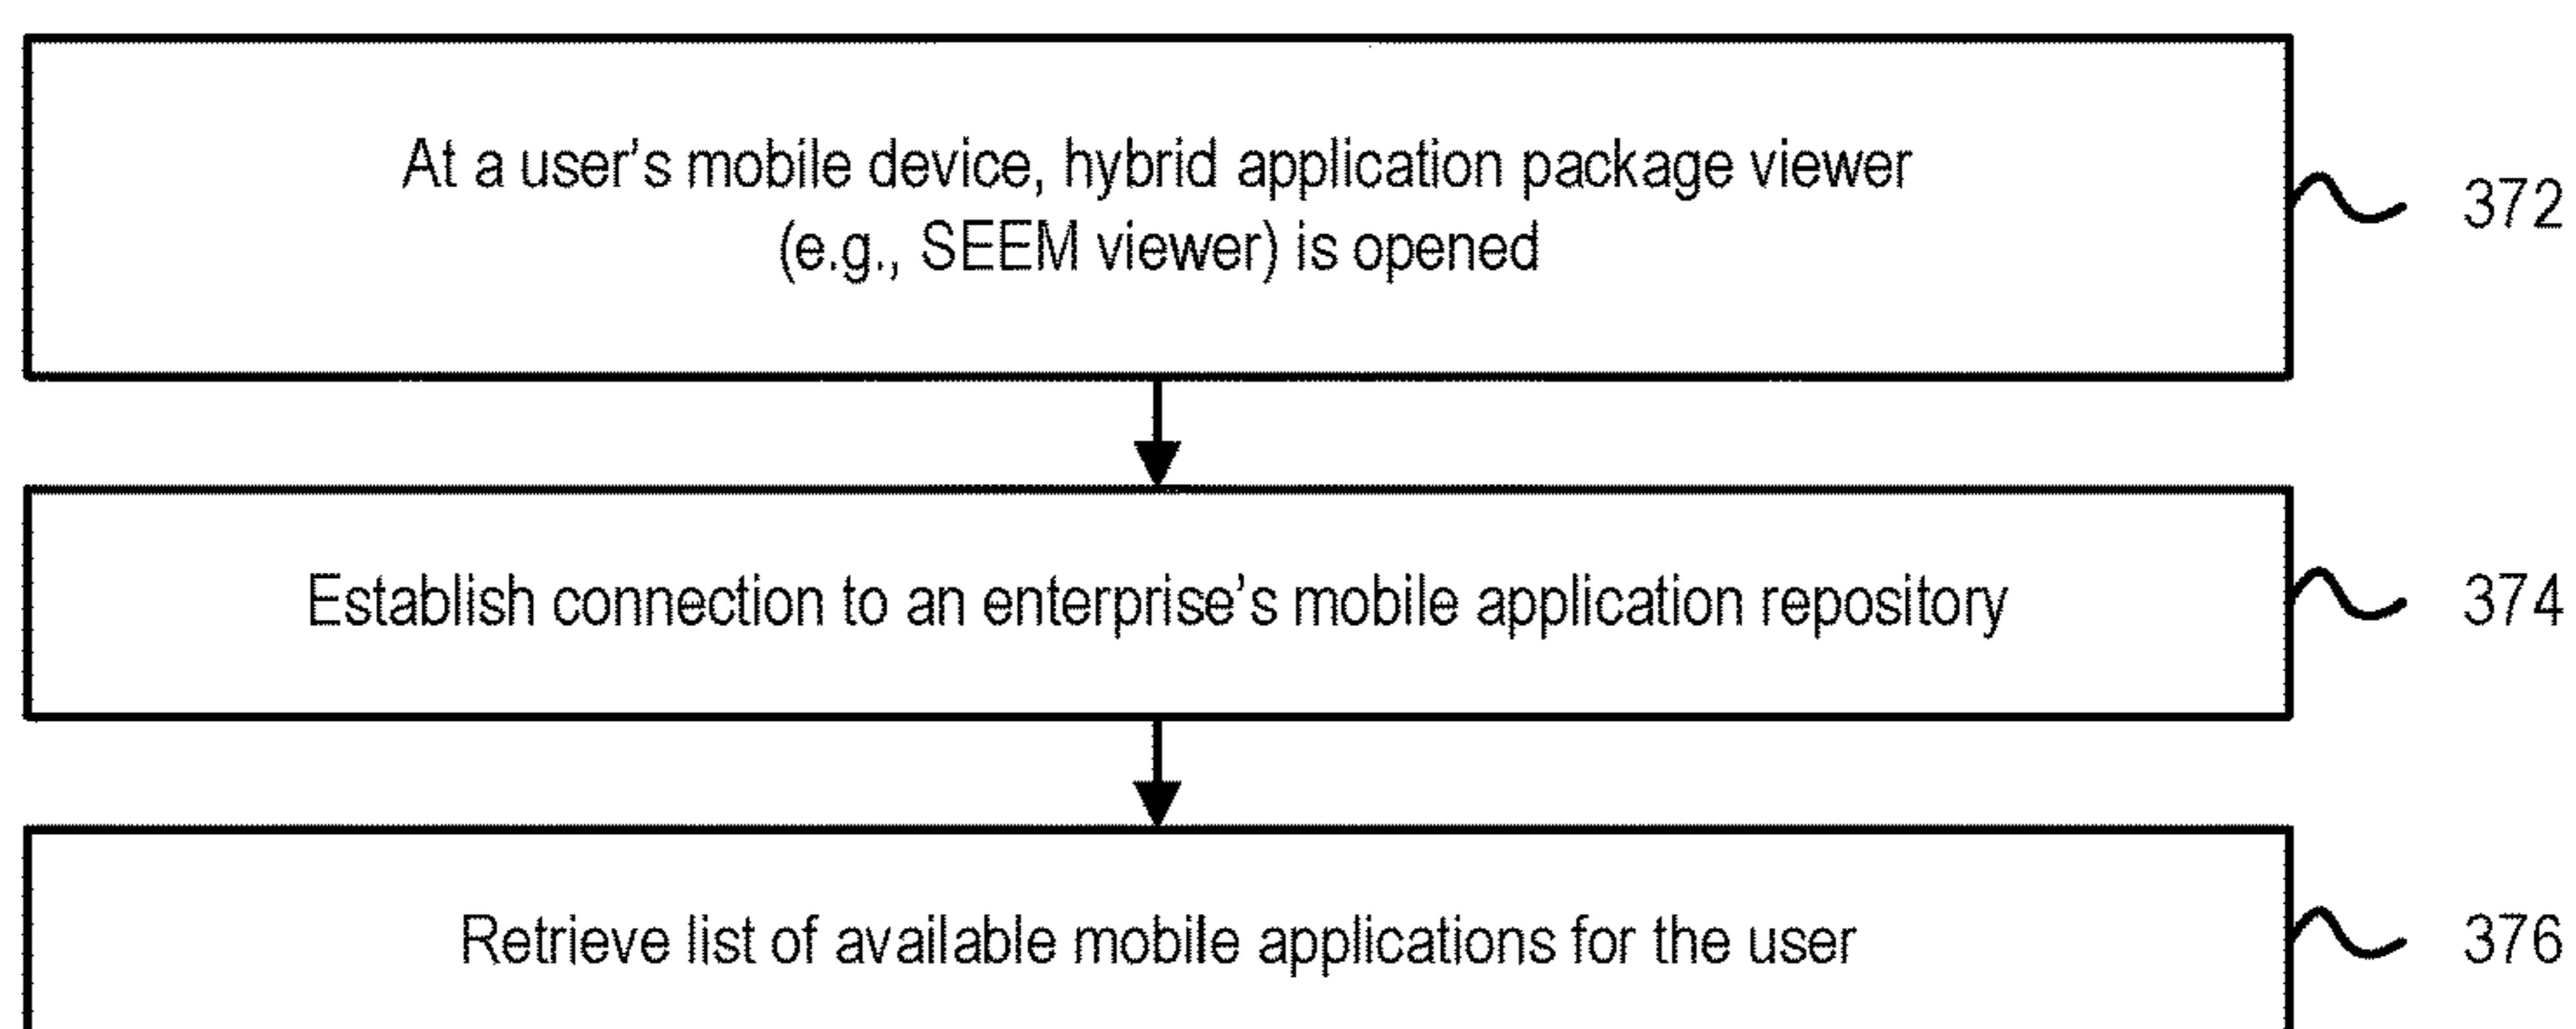 At a user’s mobile device, hybrid application package viewer
(e.g., SEEM viewer) is opened
372
Establish connection to an enterprise’s mobile application repository
374
Retrieve list of available mobile applications for the user
376